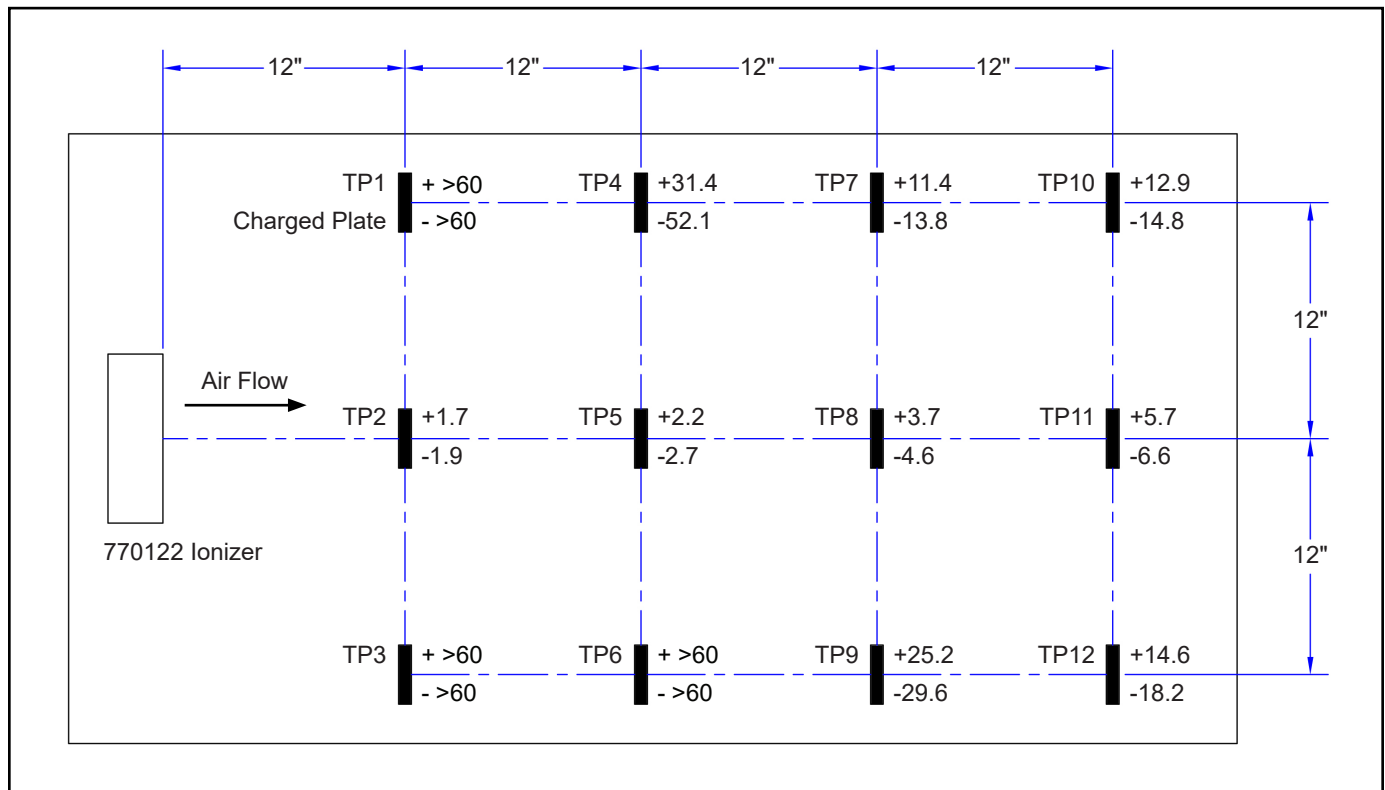 12" 12" 12" 12"
TP1 + >60 TP4 +31.4 TP7 +11.4 TP10 +12.9
Charged Plate - >60 -52.1 -13.8 -14.8
12"
Air Flow
TP2 +1.7 TP5 +2.2 TP8 +3.7 TP11 +5.7
-1.9 -2.7 -4.6 -6.6
770122 Ionizer
12"
TP3 + >60 TP6 + >60 TP9 +25.2 TP12 +14.6
- >60 - >60 -29.6 -18.2